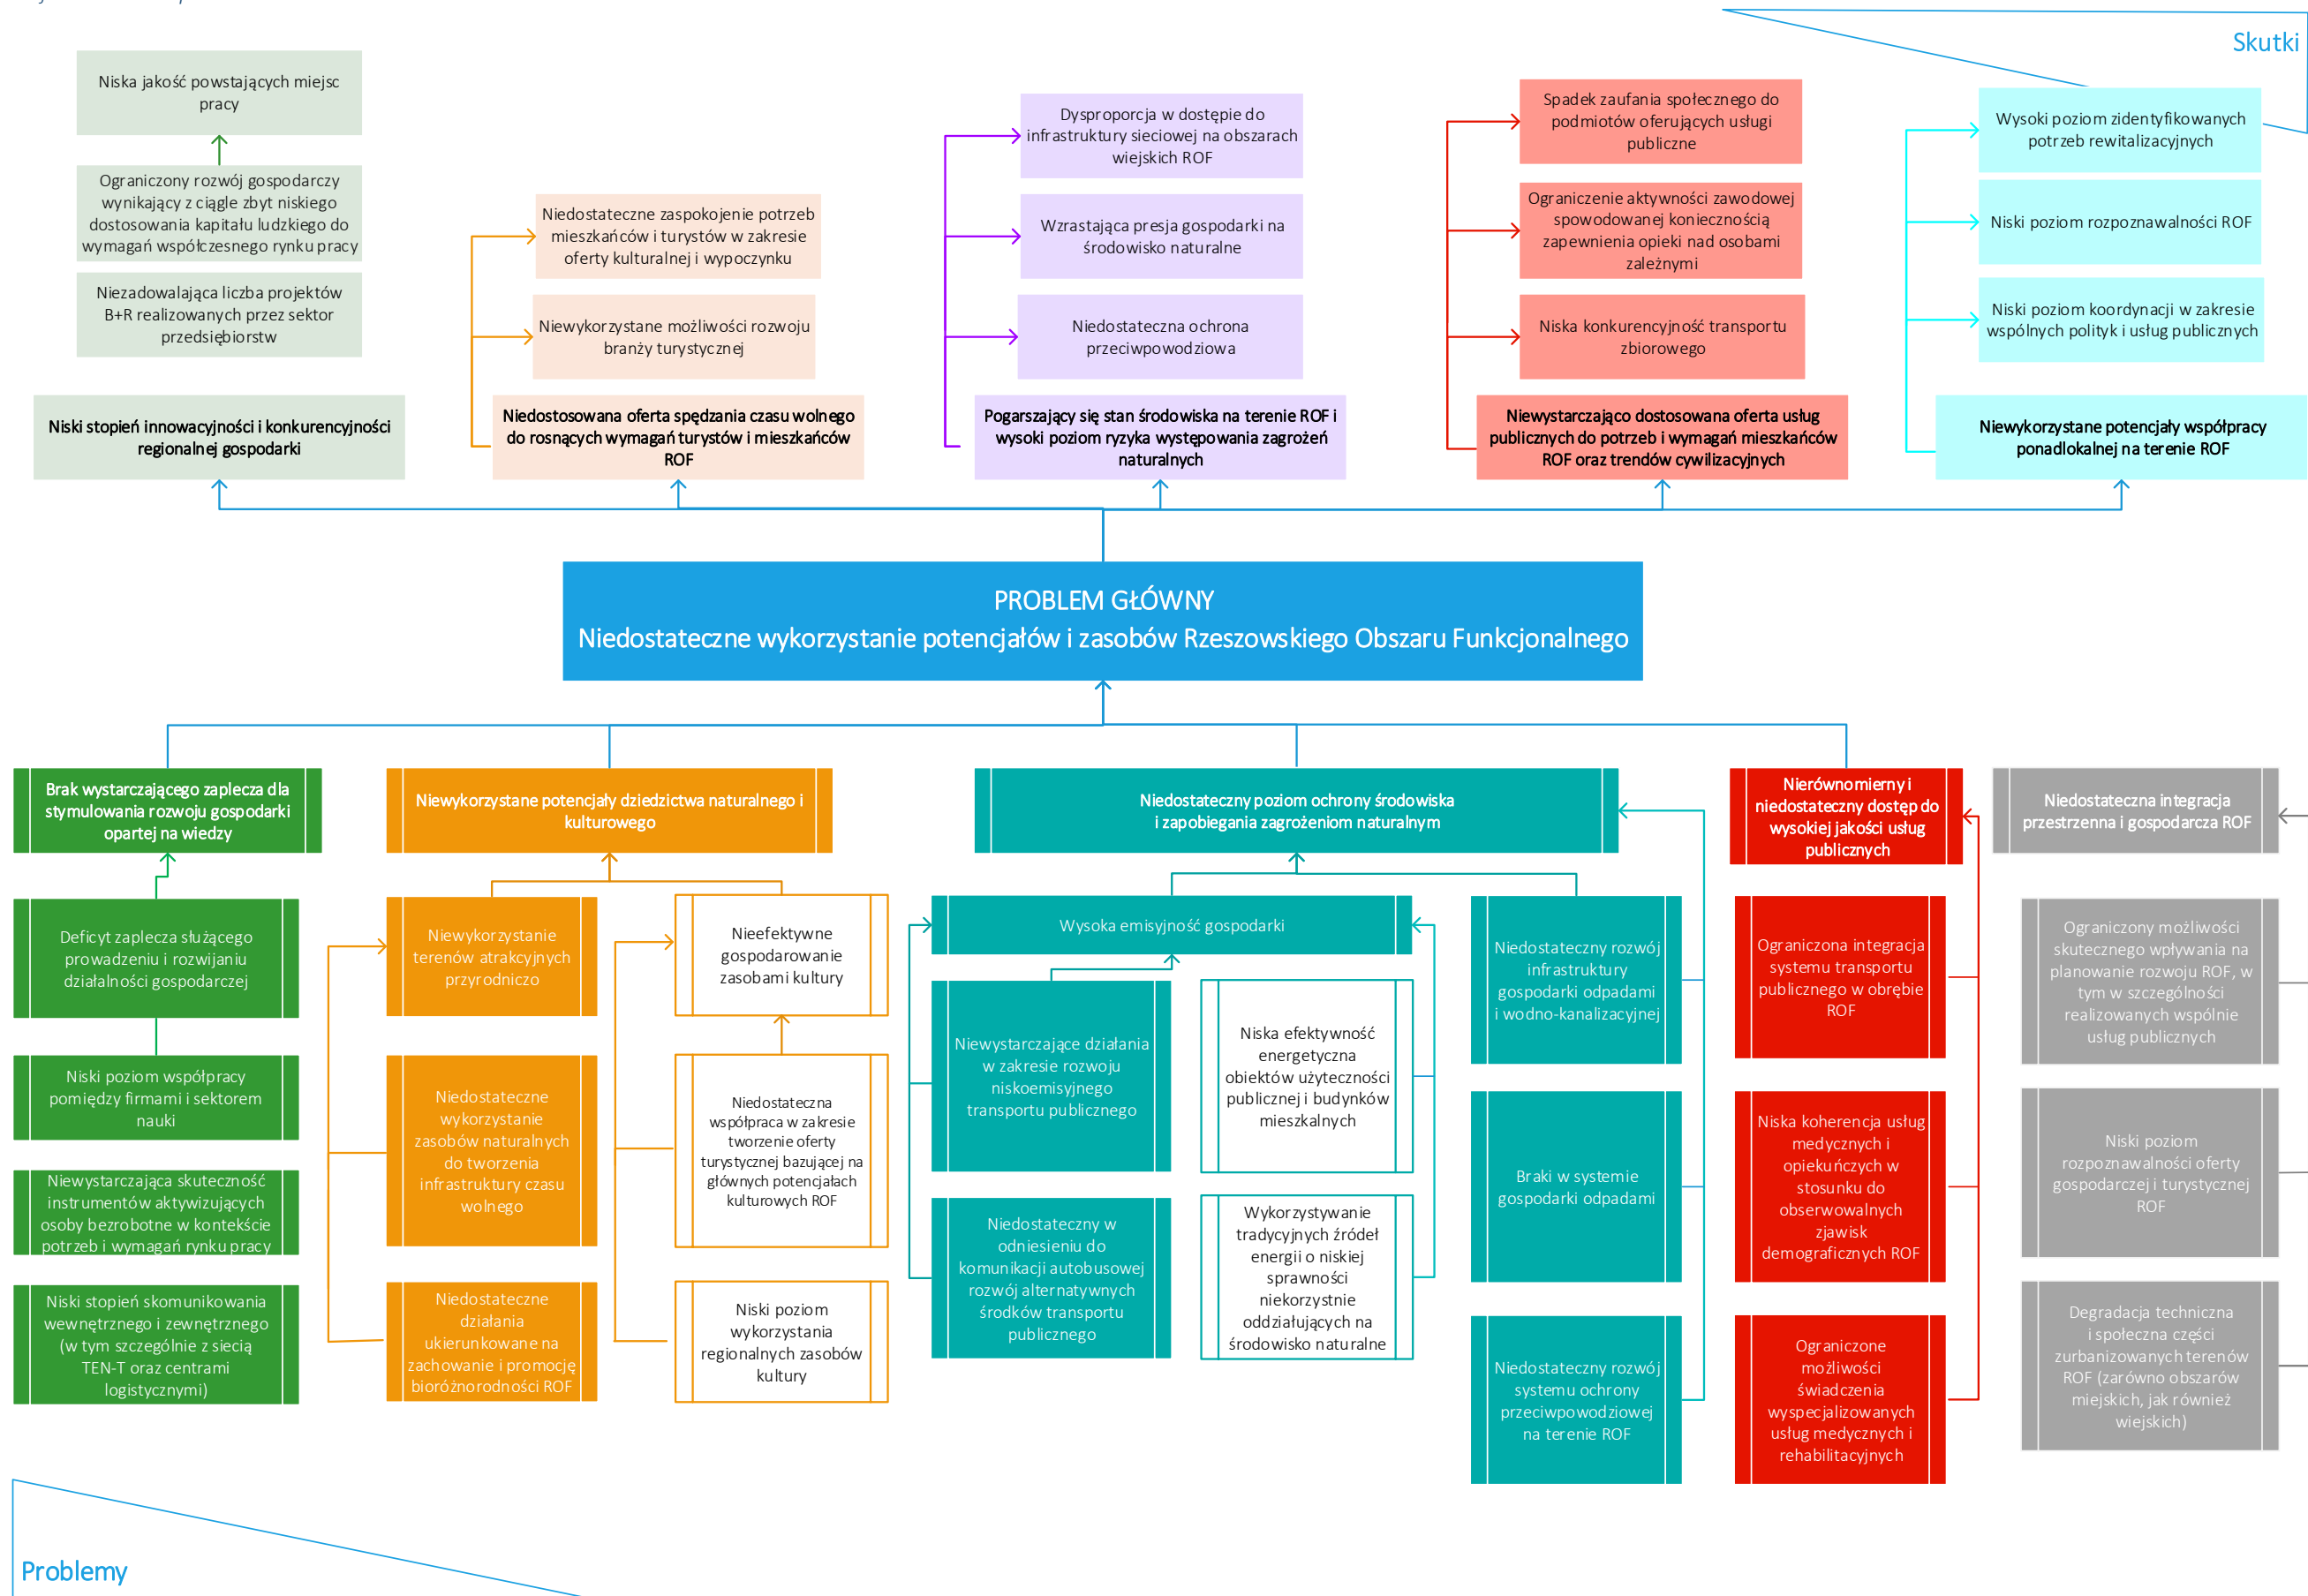 Skutki
Niska jakość powstających miejsc
pracy
Ograniczony rozwój gospodarczy
wynikający z ciągle zbyt niskiego
dostosowania kapitału ludzkiego do
wymagań współczesnego rynku pracy
Niezadowalająca liczba projektów
B+R realizowanych przez sektor
przedsiębiorstw
Niski stopień innowacyjności i konkurencyjności
regionalnej gospodarki
Niedostateczne zaspokojenie potrzeb
mieszkańców i turystów w zakresie
oferty kulturalnej i wypoczynku
Niewykorzystane możliwości rozwoju
branży turystycznej
Niedostosowana oferta spędzania czasu wolnego
do rosnących wymagań turystów i mieszkańców
ROF
Dysproporcja w dostępie do
infrastruktury sieciowej na obszarach
wiejskich ROF
Wzrastająca presja gospodarki na
środowisko naturalne
Niedostateczna ochrona
przeciwpowodziowa
Pogarszający się stan środowiska na terenie ROF i
wysoki poziom ryzyka występowania zagrożeń
naturalnych
Spadek zaufania społecznego do
podmiotów oferujących usługi
publiczne
Ograniczenie aktywności zawodowej
spowodowanej koniecznością
zapewnienia opieki nad osobami
zależnymi
Niska konkurencyjność transportu
zbiorowego
Niewystarczająco dostosowana oferta usług
publicznych do potrzeb i wymagań mieszkańców
ROF oraz trendów cywilizacyjnych
Wysoki poziom zidentyfikowanych
potrzeb rewitalizacyjnych
Niski poziom rozpoznawalności ROF
Niski poziom koordynacji w zakresie
wspólnych polityk i usług publicznych
Niewykorzystane potencjały współpracy
ponadlokalnej na terenie ROF
PROBLEM GŁÓWNY
Niedostateczne wykorzystanie potencjałów i zasobów Rzeszowskiego Obszaru Funkcjonalnego
Brak wystarczającego zaplecza dla
stymulowania rozwoju gospodarki
opartej na wiedzy
Deficyt zaplecza służącego
prowadzeniu i rozwijaniu
działalności gospodarczej
Niski poziom współpracy
pomiędzy firmami i sektorem
nauki
Niewystarczająca skuteczność
instrumentów aktywizujących
osoby bezrobotne w kontekście
potrzeb i wymagań rynku pracy
Niski stopień skomunikowania
wewnętrznego i zewnętrznego
(w tym szczególnie z siecią
TEN-T oraz centrami
logistycznymi)
Niewykorzystane potencjały dziedzictwa naturalnego i
kulturowego
Niewykorzystanie
terenów atrakcyjnych
przyrodniczo
Niedostateczne
wykorzystanie
zasobów naturalnych
do tworzenia
infrastruktury czasu
wolnego
Niedostateczne
działania
ukierunkowane na
zachowanie i promocję
bioróżnorodności ROF
Nieefektywne
gospodarowanie
zasobami kultury
Niedostateczna
współpraca w zakresie
tworzenie oferty
turystycznej bazującej na
głównych potencjałach
kulturowych ROF
Niski poziom
wykorzystania
regionalnych zasobów
kultury
Niedostateczny poziom ochrony środowiska
i zapobiegania zagrożeniom naturalnym
Wysoka emisyjność gospodarki
Niewystarczające działania
w zakresie rozwoju
niskoemisyjnego
transportu publicznego
Niedostateczny w
odniesieniu do
komunikacji autobusowej
rozwój alternatywnych
środków transportu
publicznego
Niska efektywność
energetyczna
obiektów użyteczności
publicznej i budynków
mieszkalnych
Wykorzystywanie
tradycyjnych źródeł
energii o niskiej
sprawności
niekorzystnie
oddziałujących na
środowisko naturalne
Niedostateczny rozwój
infrastruktury
gospodarki odpadami
i wodno-kanalizacyjnej
Braki w systemie
gospodarki odpadami
Niedostateczny rozwój
systemu ochrony
przeciwpowodziowej
na terenie ROF
Nierównomierny i
niedostateczny dostęp do
wysokiej jakości usług
publicznych
Ograniczona integracja
systemu transportu
publicznego w obrębie
ROF
Niska koherencja usług
medycznych i
opiekuńczych w
stosunku do
obserwowalnych
zjawisk
demograficznych ROF
Ograniczone
możliwości
świadczenia
wyspecjalizowanych
usług medycznych i
rehabilitacyjnych
Niedostateczna integracja
przestrzenna i gospodarcza ROF
Ograniczony możliwości
skutecznego wpływania na
planowanie rozwoju ROF, w
tym w szczególności
realizowanych wspólnie
usług publicznych
Niski poziom
rozpoznawalności oferty
gospodarczej i turystycznej
ROF
Degradacja techniczna
i społeczna części
zurbanizowanych terenów
ROF (zarówno obszarów
miejskich, jak również
wiejskich)
Problemy